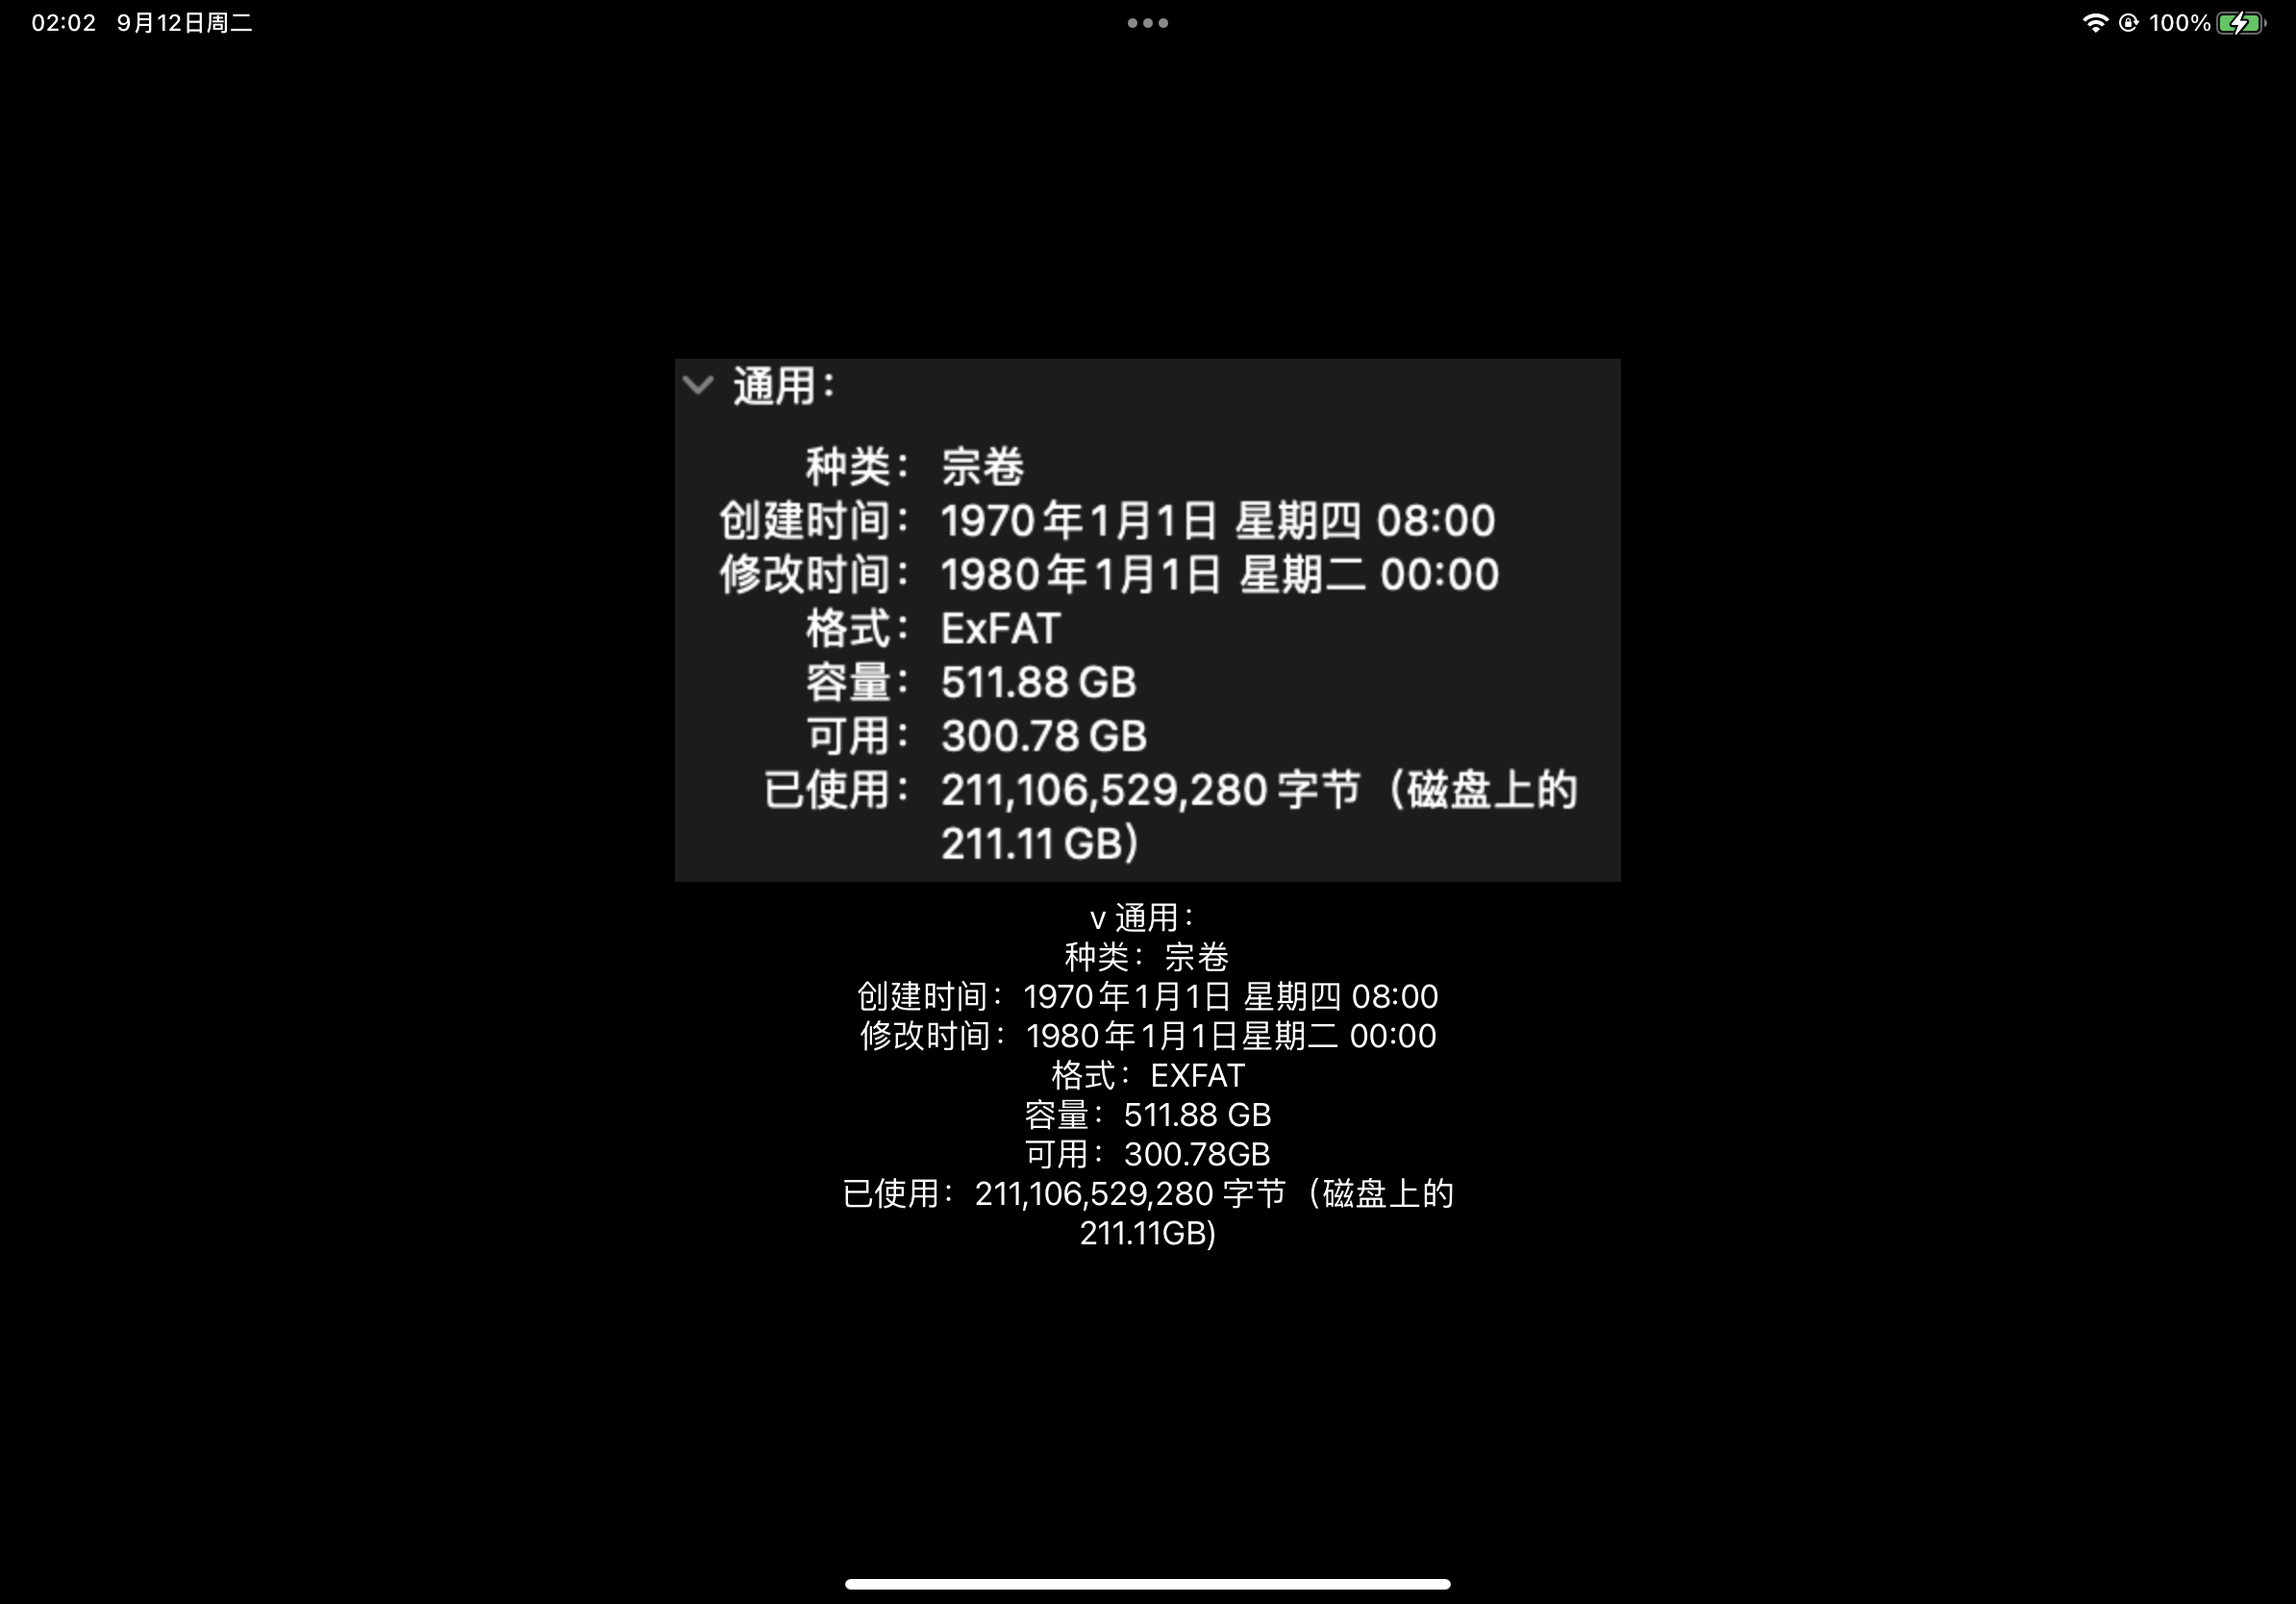 02:02 9月12日周二
100%
通用：
种类： 宗卷
创建时间： 1970年1月1日 星期四 08:00
修改时间： 1980年1月1日 星期二 00:00
格式： ExFAT
容量： 511.88 GB
可用： 300.78 GB
已使用： 211,106,529,280 字节（磁盘上的
211.11 GB）
v 通用：
种类：宗卷
创建时间：1970年1月1日 星期四 08:00
修改时间：1980年1月1日星期二 00:00
格式：EXFAT
容量：511.88 GB
可用：300.78GB
已使用：211,106,529,280 字节（磁盘上的
211.11GB)